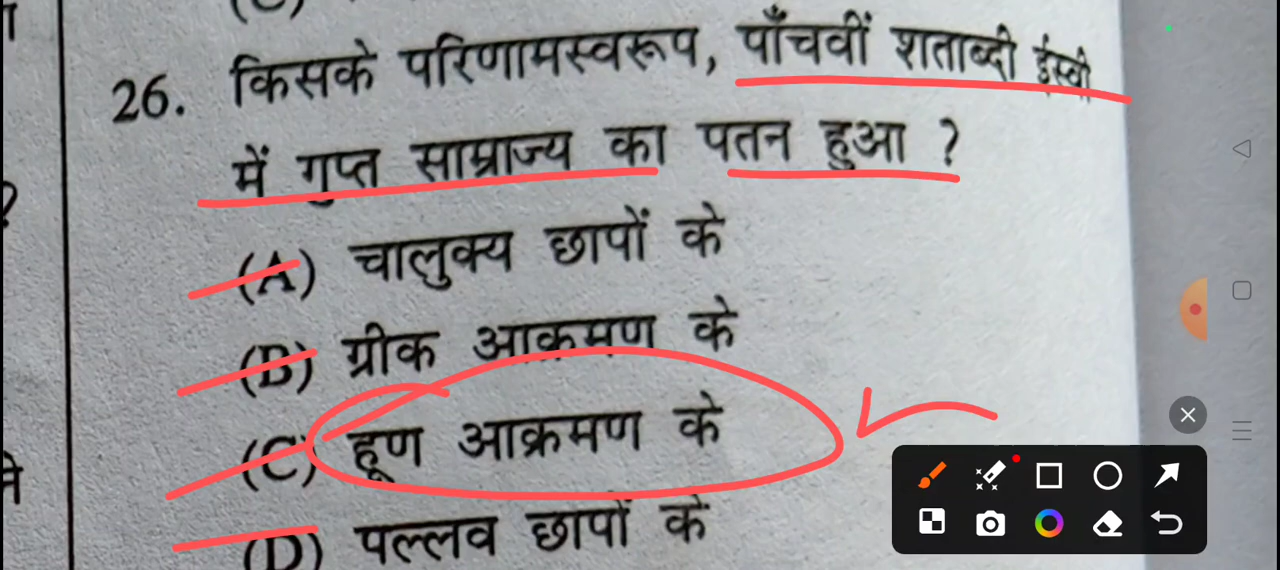 26. किसके परिणामस्वरूप, पाँचवीं शताब्दी ईस्वी
में गुप्त साम्राज्य का पतन हुआ ?
(A) चालुक्य छापों के
(B) ग्रीक आक्रमण के
(C) हूण आक्रमण के
(D) पल्लव छापों के